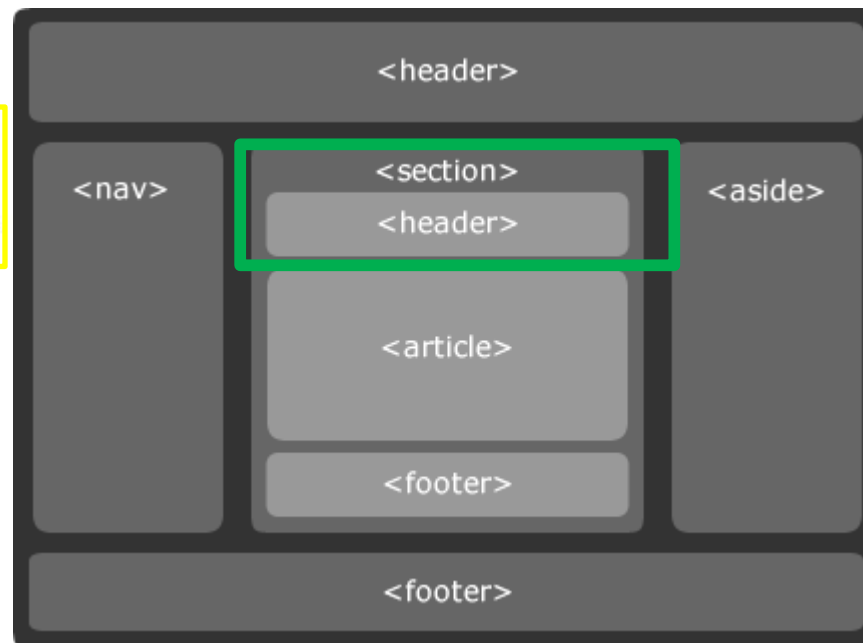 <header>
<nav>
<section>
<header>
<article>
<footer>
<aside>
<footer>